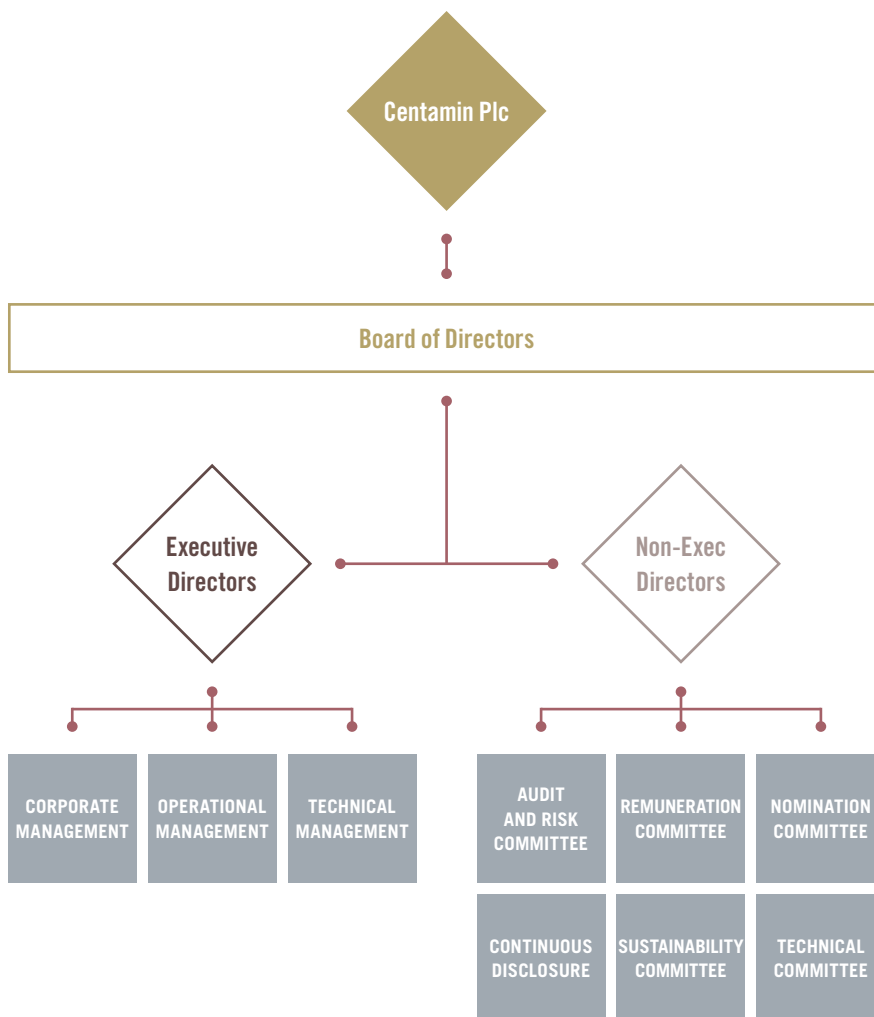 Centamin Plc
Board of Directors
Executive
Directors
Non-Exec
Directors
CORPORATE
MANAGEMENT
OPERATIONAL
MANAGEMENT
TECHNICAL
MANAGEMENT
AUDIT
AND RISK
COMMITTEE
REMUNERATION
COMMITTEE
NOMINATION
COMMITTEE
CONTINUOUS
DISCLOSURE
SUSTAINABILITY
COMMITTEE
TECHNICAL
COMMITTEE